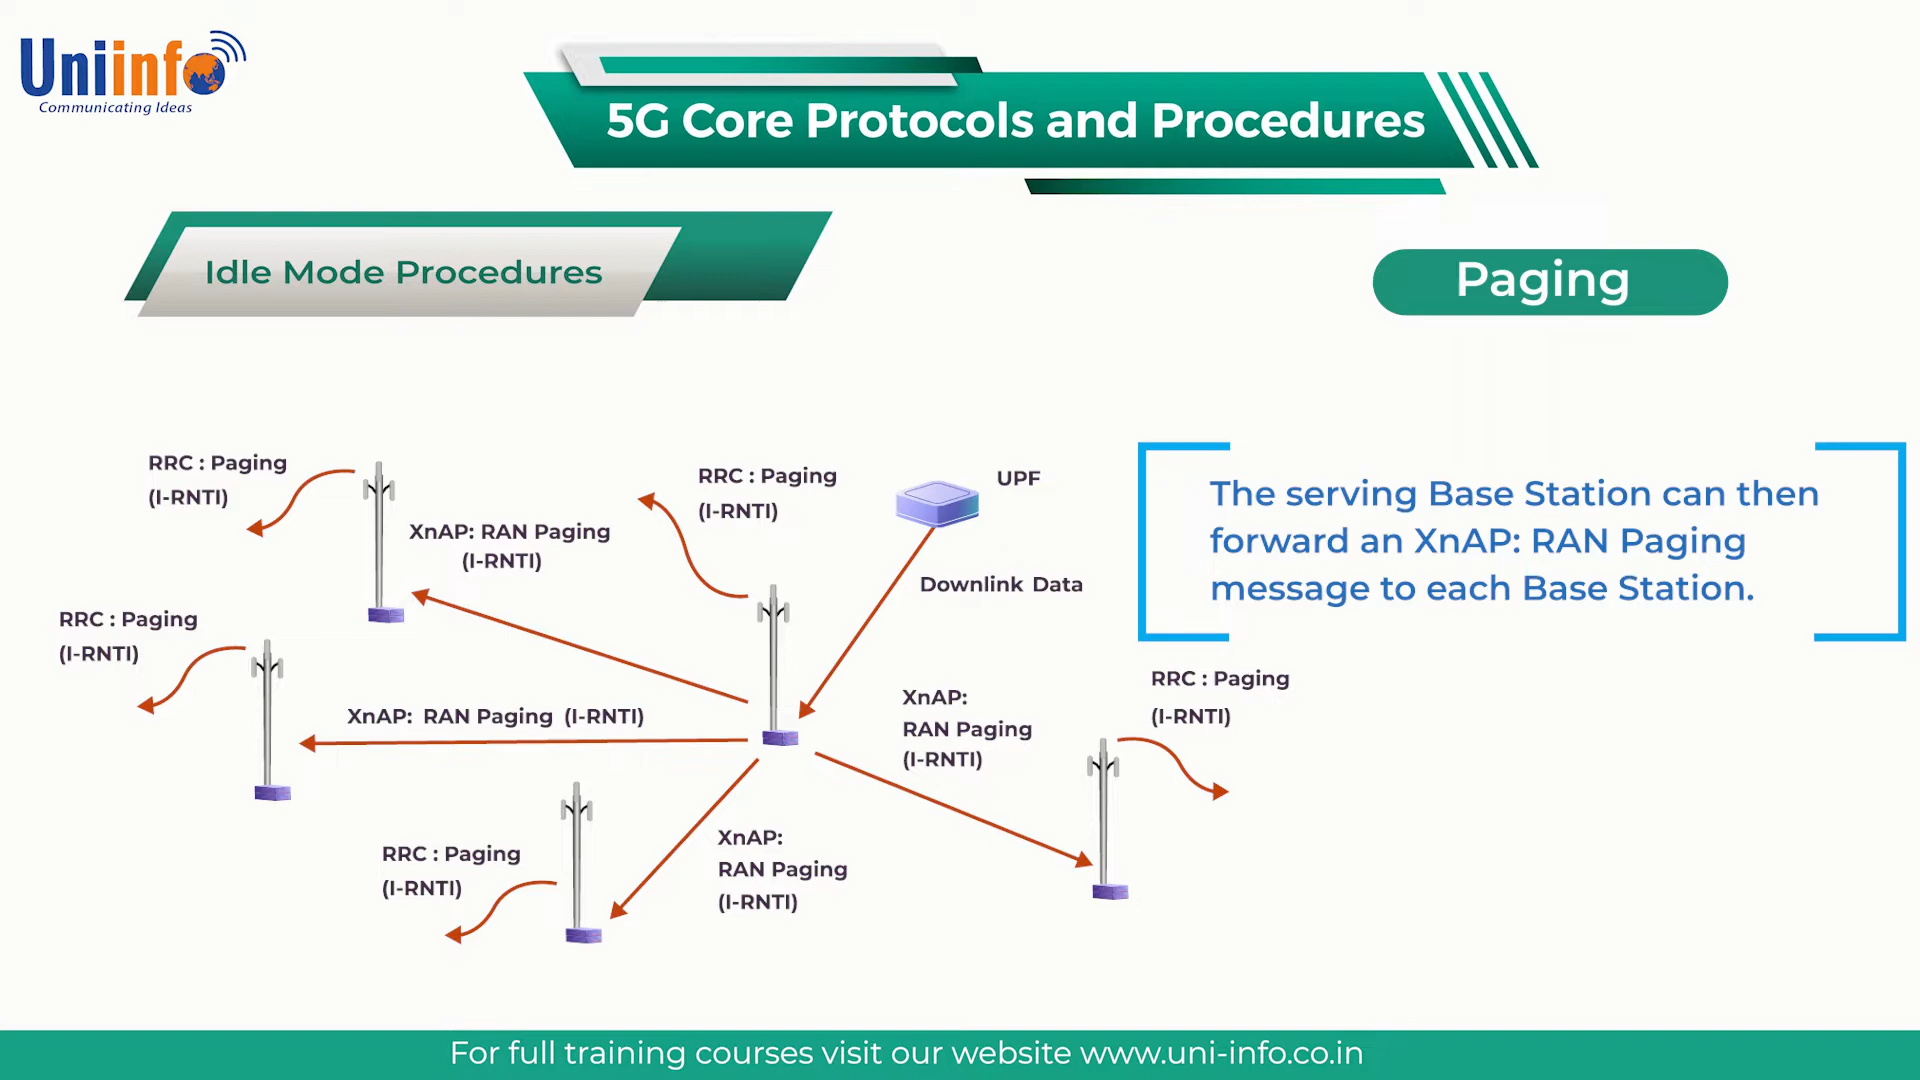 Uniinfo
Communicating Ideas
5G Core Protocols and Procedures
Idle Mode Procedures
Paging
RRC : Paging
(I-RNTI)
XnAP: RAN Paging
(I-RNTI)
RRC : Paging
(I-RNTI)
UPF
Downlink Data
The serving Base Station can then
forward an XnAP: RAN Paging
message to each Base Station.
RRC : Paging
(I-RNTI)
XnAP: RAN Paging (I-RNTI)
XnAP:
RAN Paging
(I-RNTI)
RRC : Paging
(I-RNTI)
RRC : Paging
(I-RNTI)
XnAP:
RAN Paging
(I-RNTI)
For full training courses visit our website www.uni-info.co.in